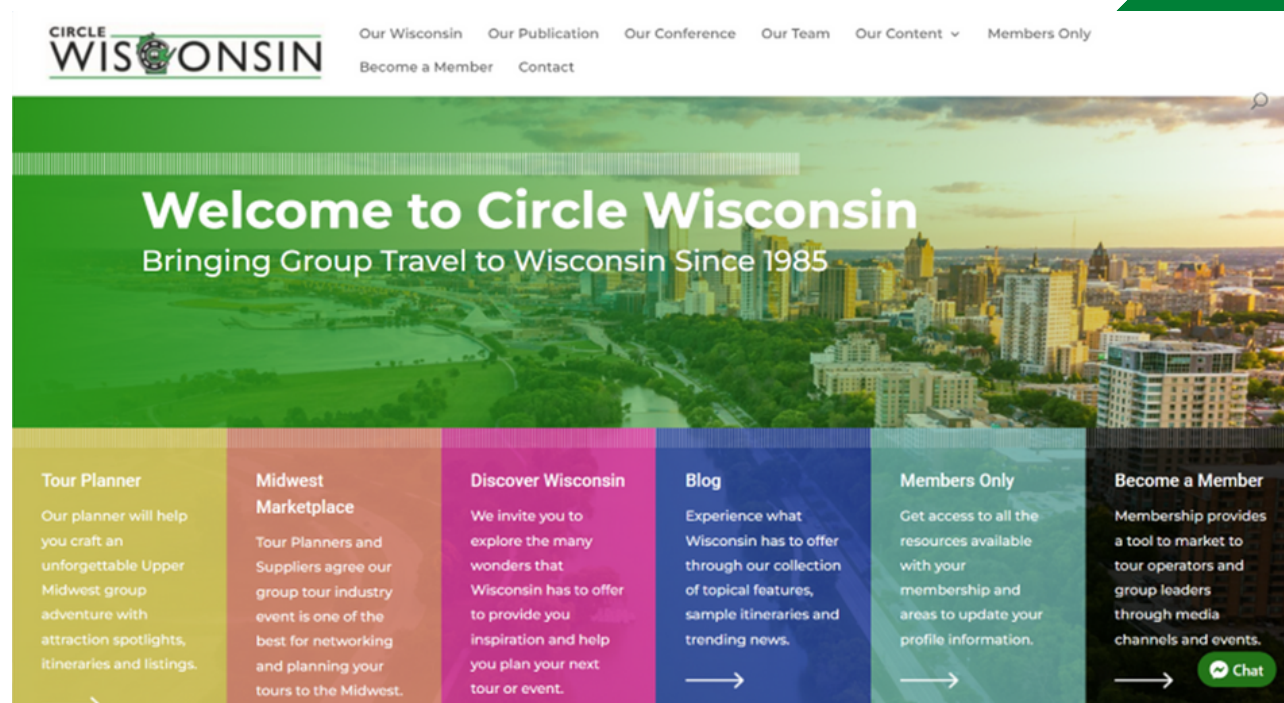 CIRCLE
WISCONSIN
Our Wisconsin Our Publication Our Conference Our Team Our Content Members Only
Become a Member Contact
Welcome to Circle Wisconsin
Bringing Group Travel to Wisconsin Since 1985
Tour Planner
Our planner will help
you craft an
unforgettable Upper
Midwest group
adventure with
attraction spotlights,
itineraries and listings.
Midwest
Marketplace
Tour Planners and
Suppliers agree our
group tour industry
event is one of the
best for networking
and planning your
tours to the Midwest.
Discover Wisconsin
We invite you to
explore the many
wonders that
Wisconsin has to offer
to provide you
inspiration and help
you plan your next
tour or event.
Blog
Experience what
Wisconsin has to offer
through our collection
of topical features,
sample itineraries and
trending news.
Members Only
Get access to all the
resources available
with your
membership and
areas to update your
profile information.
Become a Member
Membership provides
a tool to market to
tour operators and
group leaders
through media
channels and events.
Chat